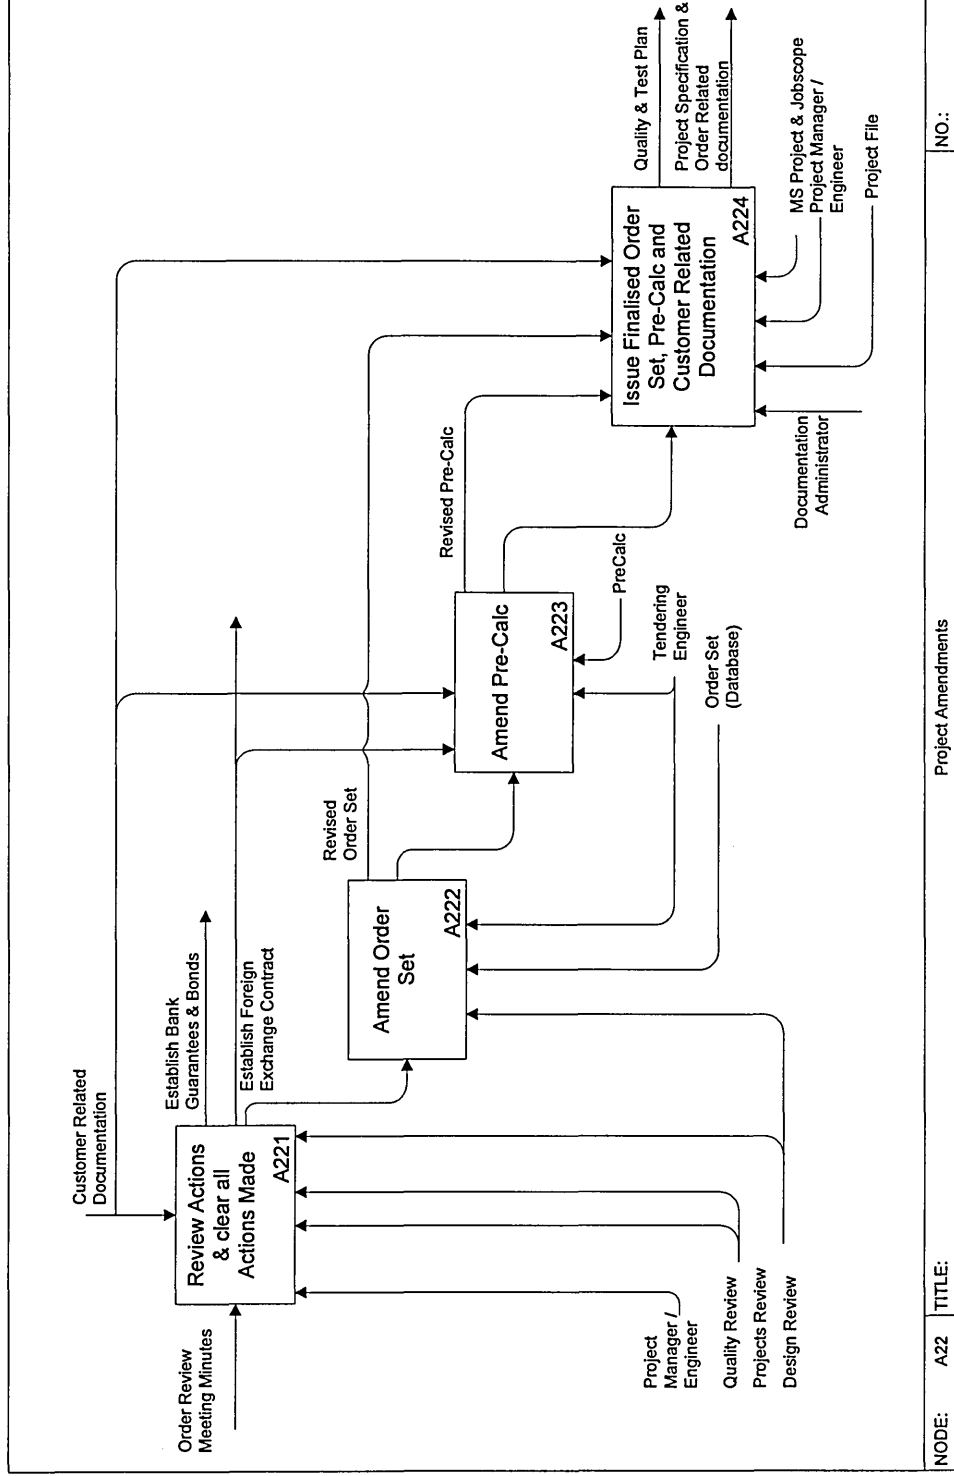 Customer Related
Documentation
Order Review
Meeting Minutes
Review Actions
& clear all
Actions Made
A221
Establish Bank
Guarantees & Bonds
Establish Foreign
Exchange Contract
Amend Order
Set
A222
Revised
Order Set
Amend Pre-Calc
A223
Revised Pre-Calc
Issue Finalised Order
Set, Pre-Calc and
Customer Related
Documentation
A224
Quality & Test Plan
Project Specification &
Order Related
documentation
Project
Manager /
Engineer
Quality Review
Projects Review
Design Review
PreCalc
Tendering
Engineer
Order Set
(Database)
Documentation
Administrator
MS Project & Jobscope
Project Manager /
Engineer
Project File
NODE: A22 TITLE: Project Amendments NO.: